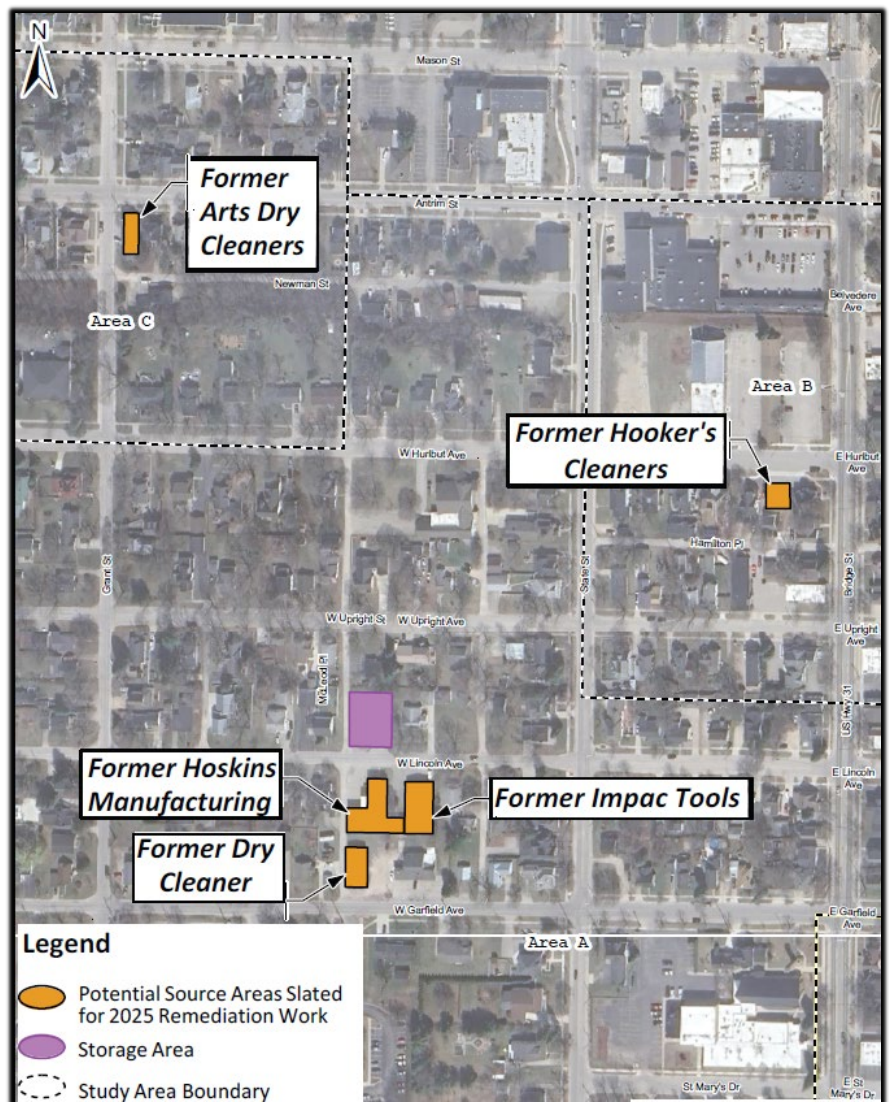 N
Mason St
Former
Arts Dry
Cleaners
Antrim St
Newman St
Belvedere
Ave
Area C
Area B
Former Hooker's
Cleaners
W Hurlbut Ave
E Hurlbut
Ave
Hamilton Pl
Grant St
State St
Bridge St
W Upright St
W Upright Ave
E Upright
Ave
McLeod Pl
US Hwy 31
W Lincoln Ave
E Lincoln
Ave
Former Hoskins
Manufacturing
Former Impac Tools
Former Dry
Cleaner
W Garfield Ave
E Garfield
Ave
Area A
Legend
Potential Source Areas Slated
for 2025 Remediation Work
Storage Area
Study Area Boundary
St Mary's Dr
E St
Mary's Dr